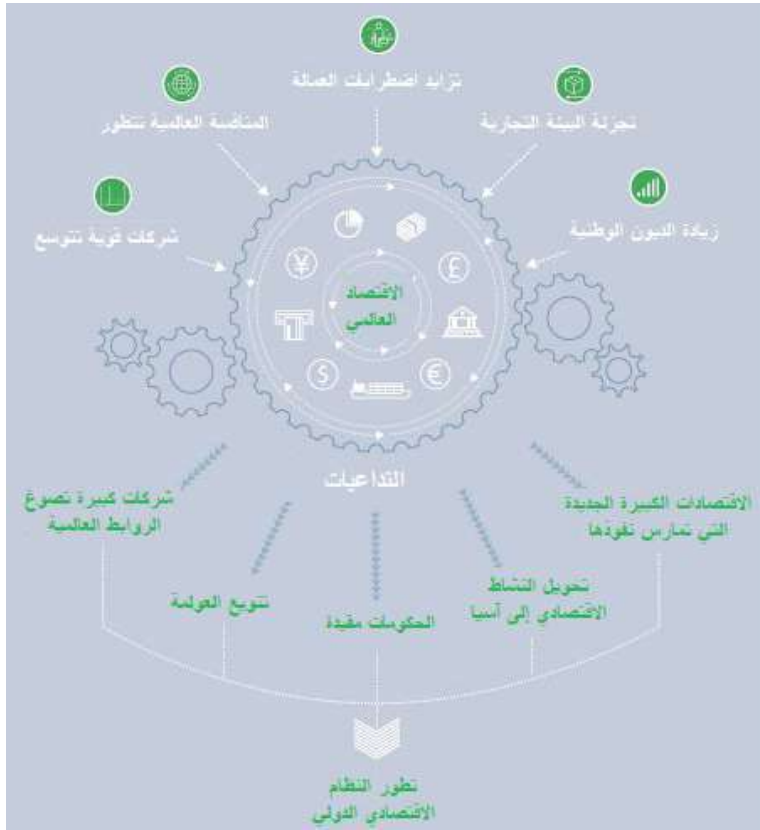 تزايد اضطرابات العمالة
تجزئة البيئة التجارية
المنافسة العالمية تتطور
زيادة الديون الوطنية
شركات قوية تتوسع
الاقتصاد
العالمي
¥
£
$
€
التداعيات
الاقتصادات الكبيرة الجديدة
التي تمارس نفوذها
شركات كبيرة تصوغ
الروابط العالمية
تحويل النشاط
الاقتصادي إلى آسيا
الحكومات مقيدة
تنويع العولمة
تطور النظام
الاقتصادي الدولي